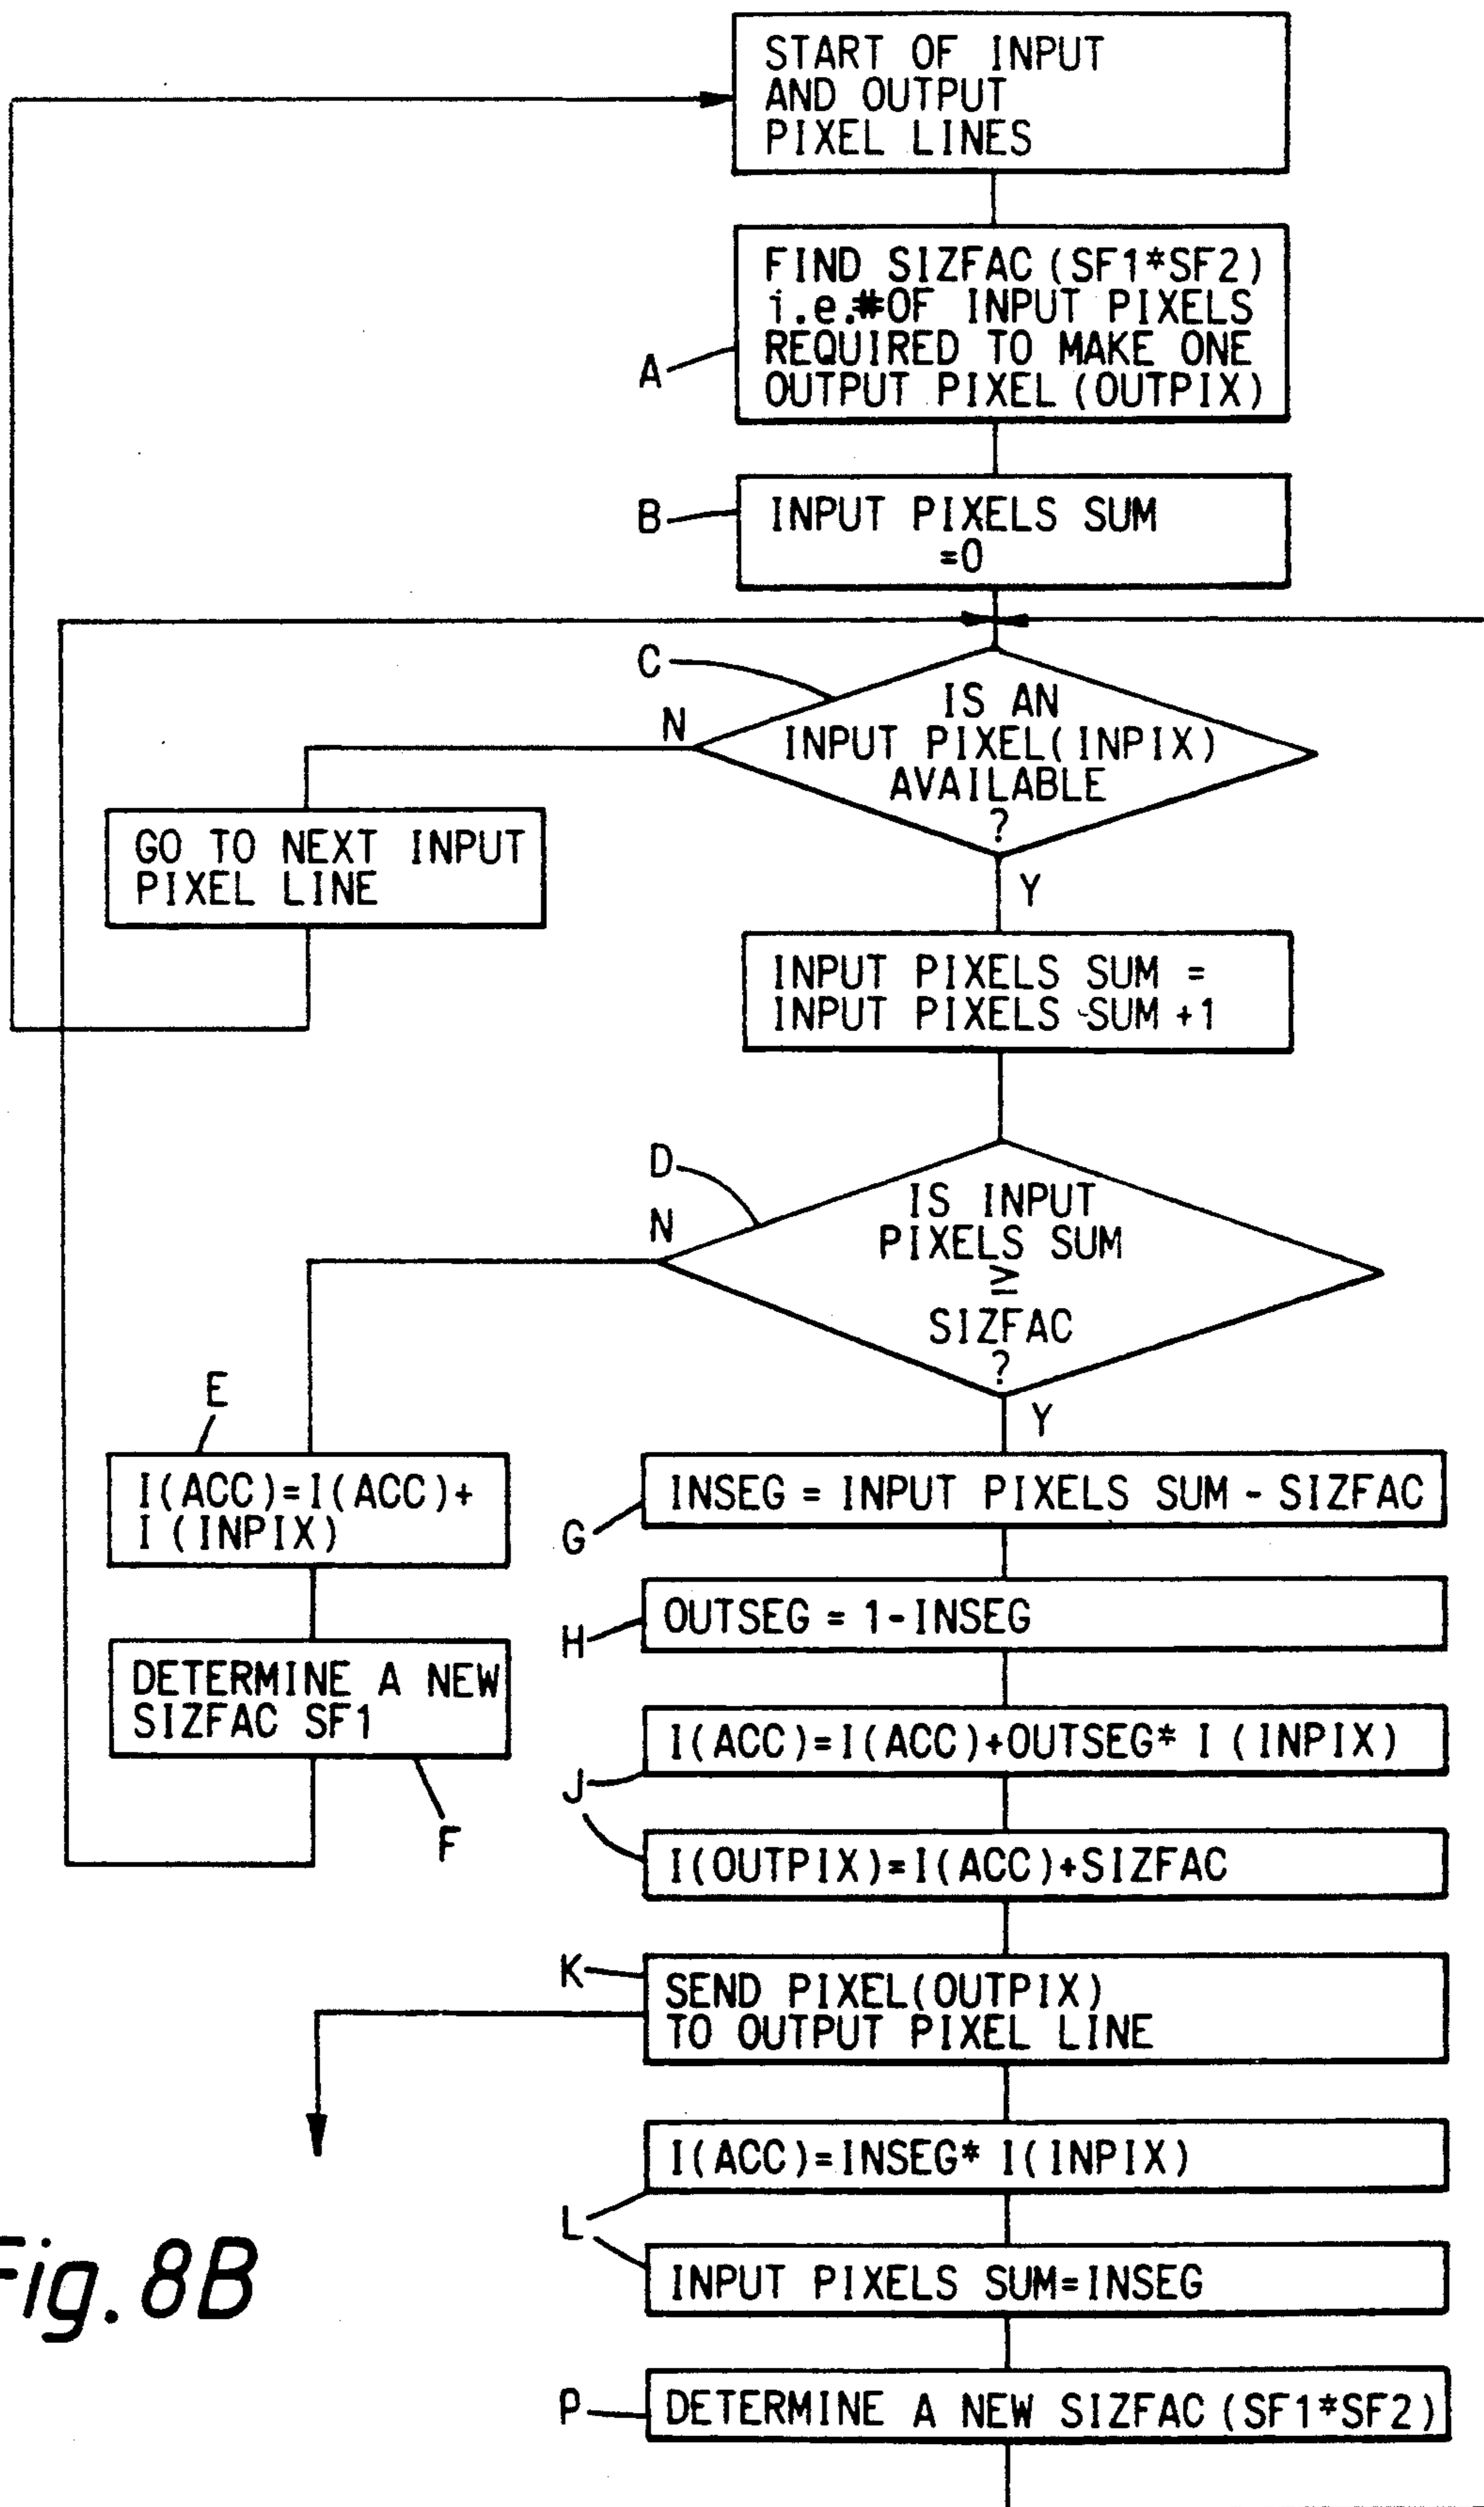 START OF INPUT
AND OUTPUT
PIXEL LINES
FIND SIZFAC (SF1*SF2)
i.e.#OF INPUT PIXELS
REQUIRED TO MAKE ONE
OUTPUT PIXEL (OUTPIX)
A
B
INPUT PIXELS SUM
=0
C
IS AN
INPUT PIXEL(INPIX)
AVAILABLE
?
N
Y
GO TO NEXT INPUT
PIXEL LINE
INPUT PIXELS SUM =
INPUT PIXELS SUM +1
D
IS INPUT
PIXELS SUM
≥
SIZFAC
?
N
Y
E
I(ACC)=I(ACC)+
I(INPIX)
DETERMINE A NEW
SIZFAC SF1
F
G
INSEG = INPUT PIXELS SUM - SIZFAC
H
OUTSEG = 1-INSEG
I(ACC)=I(ACC)+OUTSEG* I (INPIX)
J
I(OUTPIX)=I(ACC)+SIZFAC
K
SEND PIXEL(OUTPIX)
TO OUTPUT PIXEL LINE
I(ACC)=INSEG* I(INPIX)
L
INPUT PIXELS SUM=INSEG
P
DETERMINE A NEW SIZFAC (SF1*SF2)
Fig. 8B